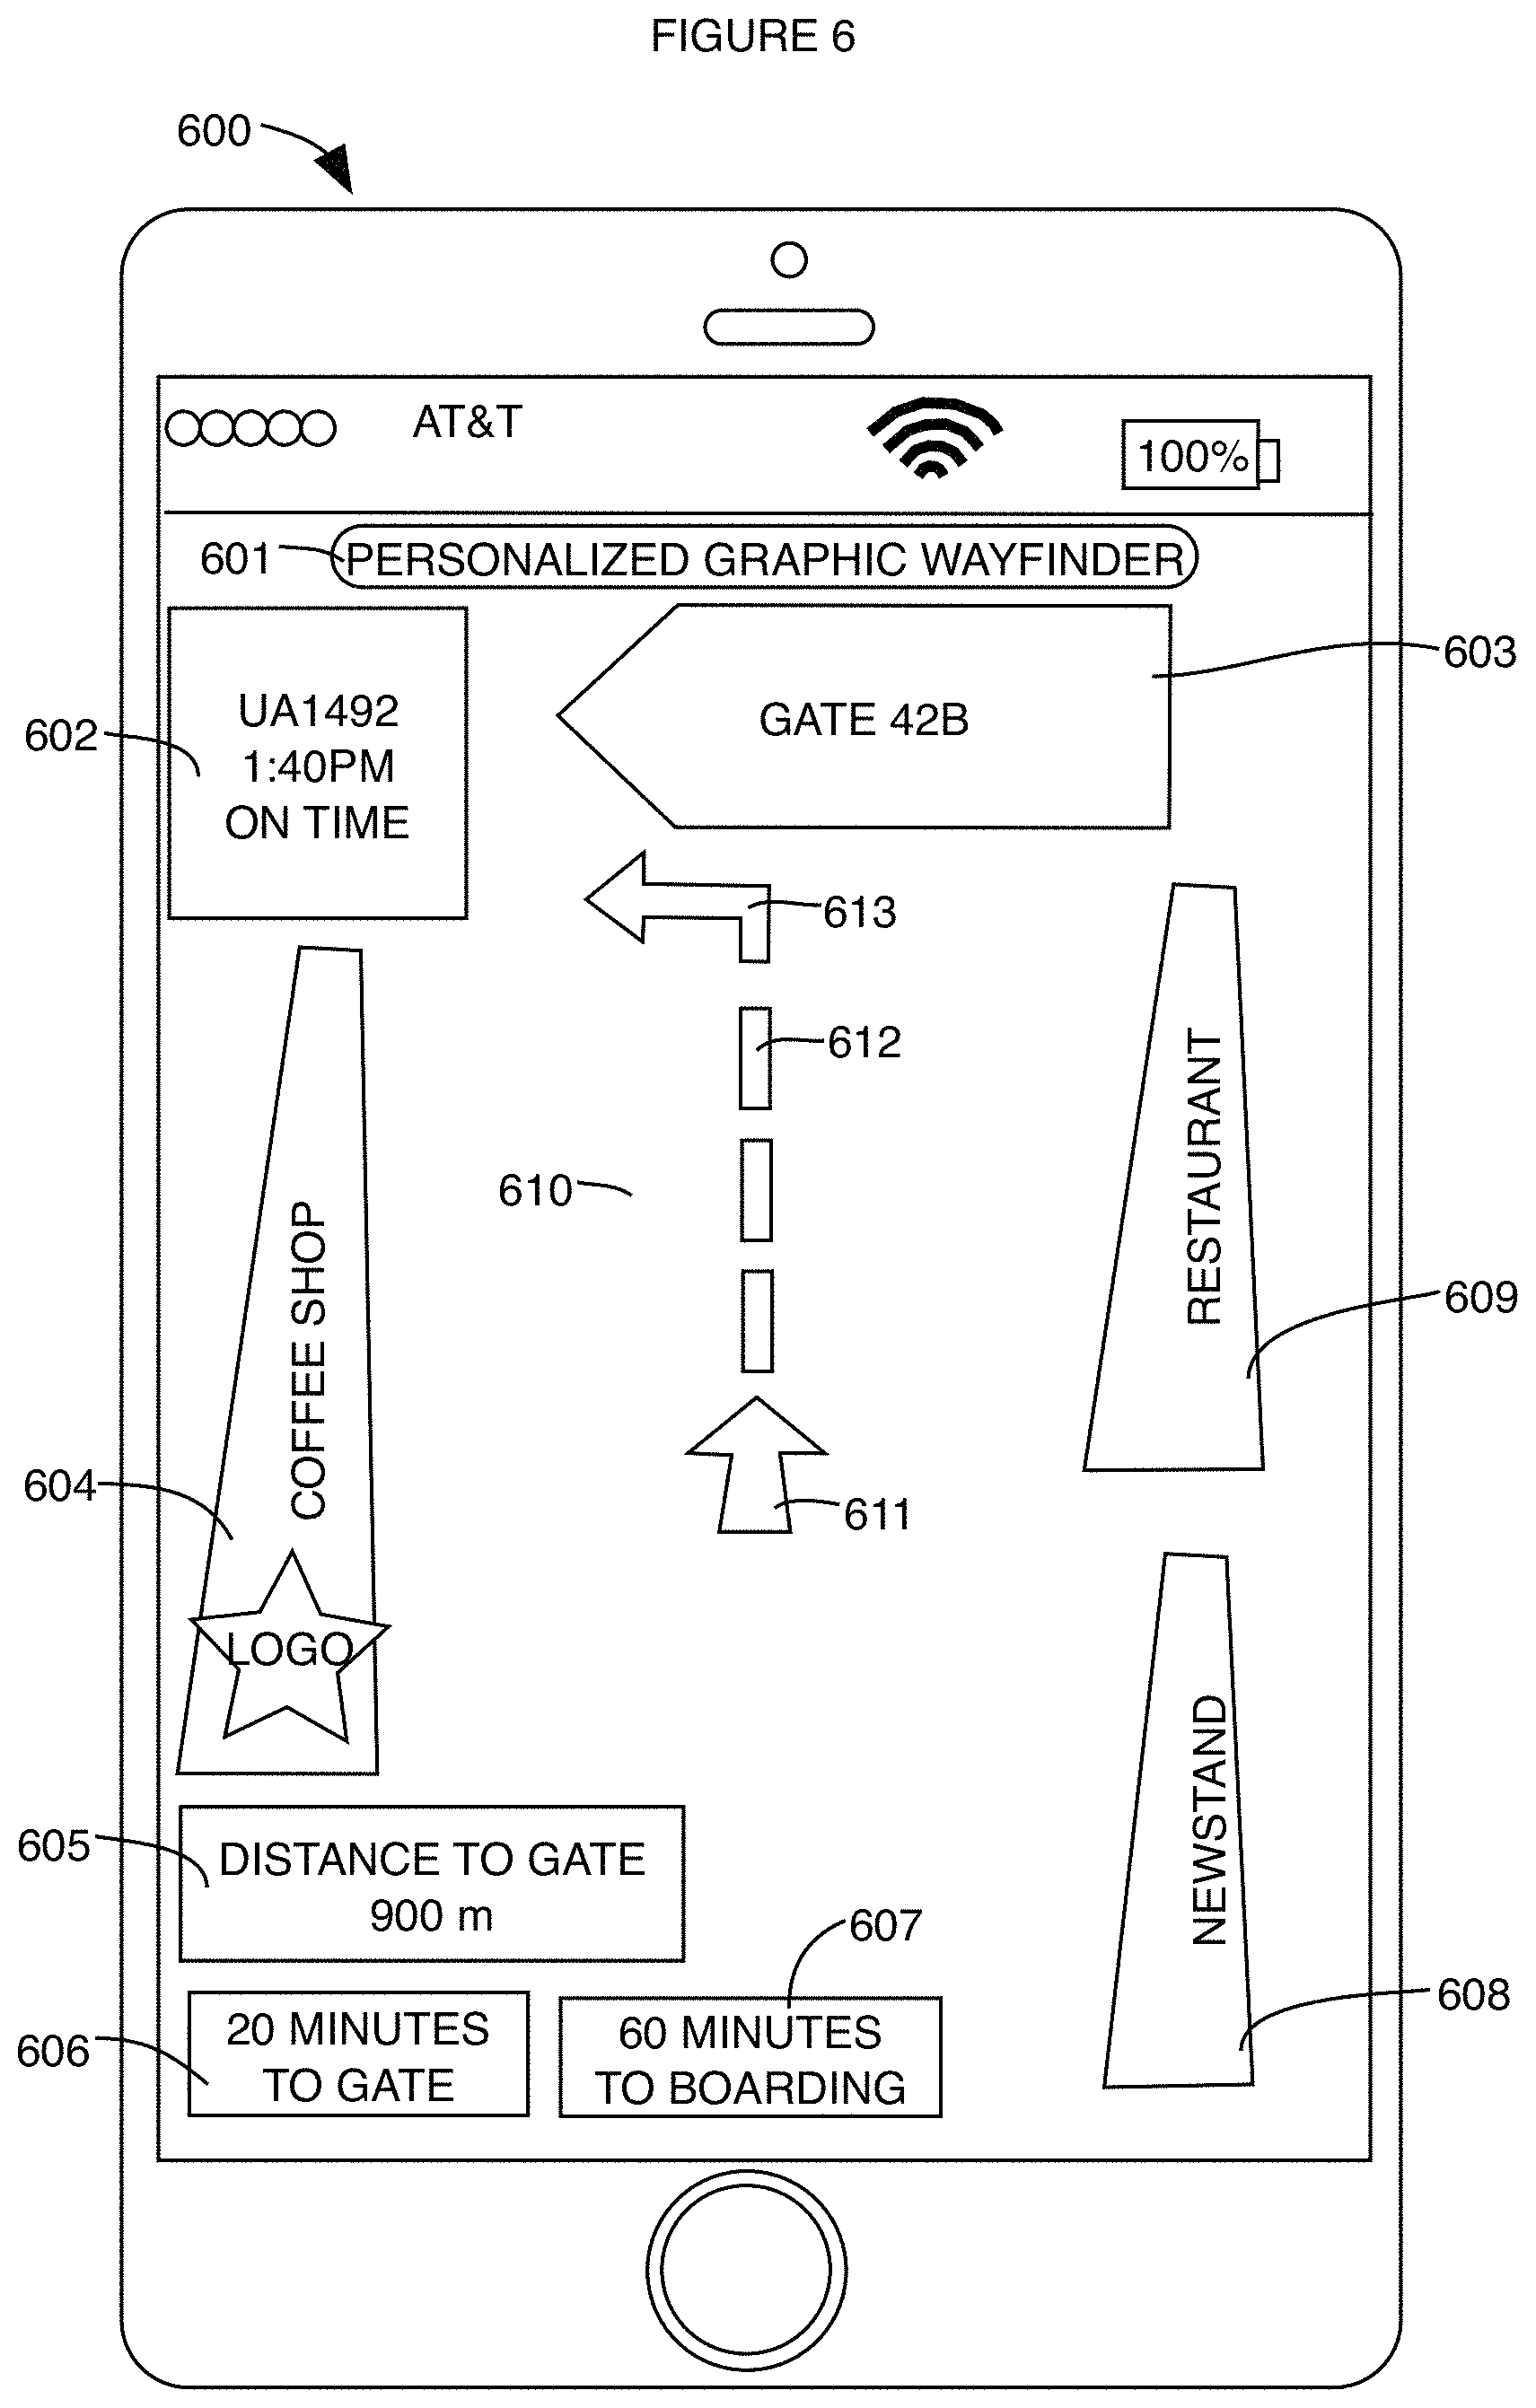 FIGURE 6
600
AT&T
100%
601
PERSONALIZED GRAPHIC WAYFINDER
602
UA1492
1:40PM
ON TIME
GATE 42B
603
613
612
610
611
COFFEE SHOP
604
LOGO
RESTAURANT
609
605
DISTANCE TO GATE
900 m
606
20 MINUTES
TO GATE
607
60 MINUTES
TO BOARDING
NEWSTAND
608